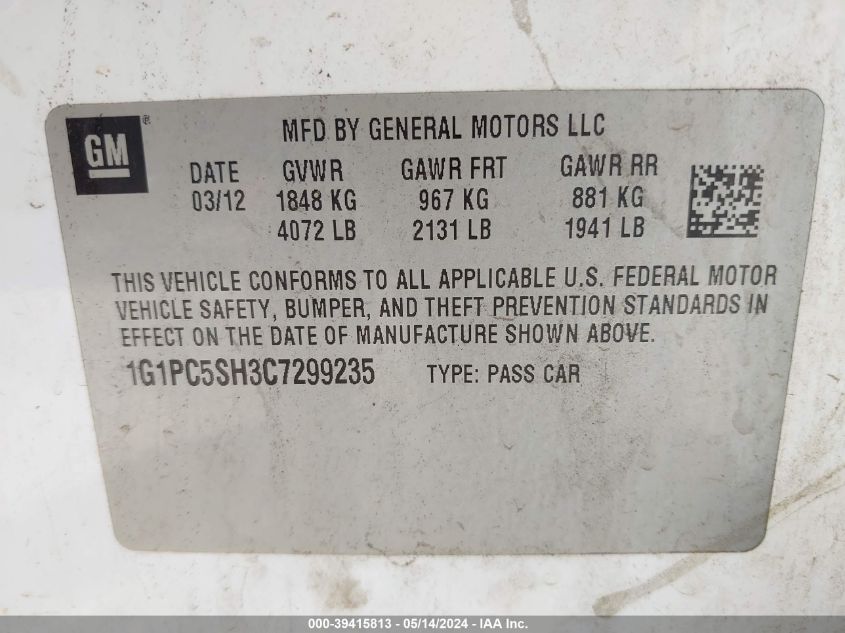 GM ®
MFD BY GENERAL MOTORS LLC
DATE GVWR GAWR FRT GAWR RR
03/12 1848 KG 967 KG 881 KG
4072 LB 2131 LB 1941 LB
THIS VEHICLE CONFORMS TO ALL APPLICABLE U.S. FEDERAL MOTOR
VEHICLE SAFETY, BUMPER, AND THEFT PREVENTION STANDARDS IN
EFFECT ON THE DATE OF MANUFACTURE SHOWN ABOVE.
1G1PC5SH3C7299235 TYPE: PASS CAR
000-39415813 - 05/14/2024 - IAA Inc.